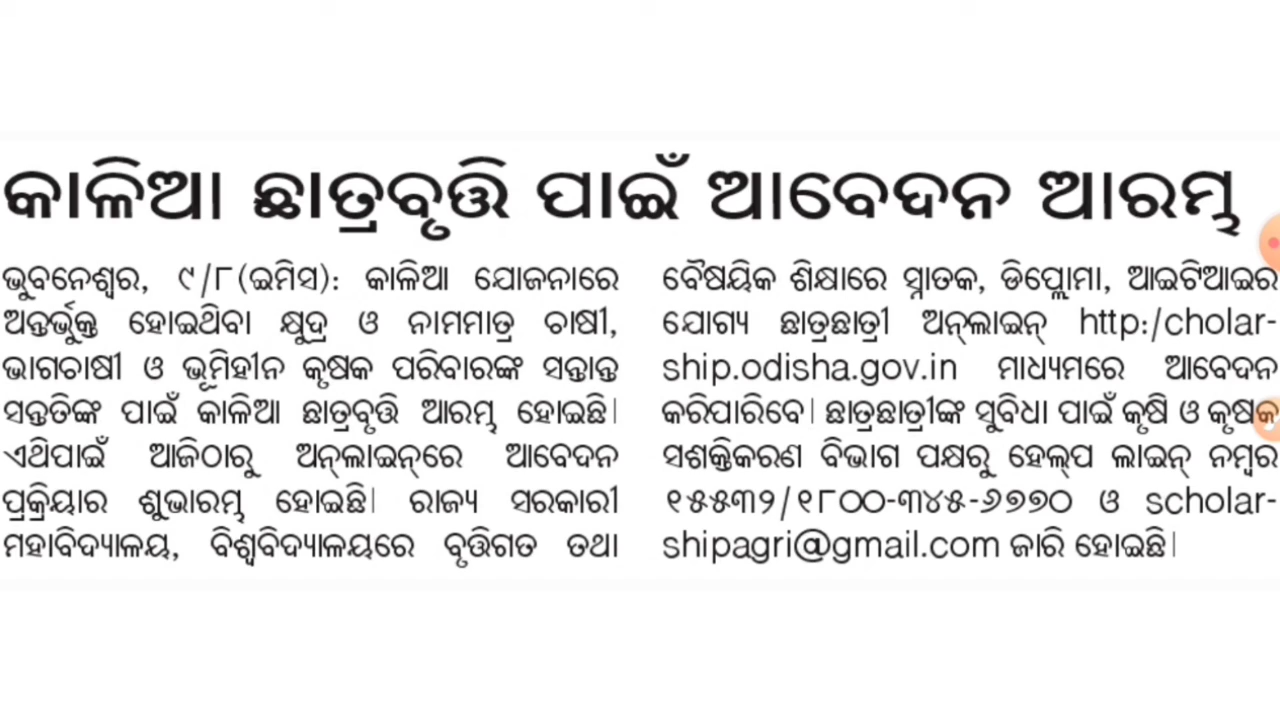 କାଳିଆ ଛାତ୍ରବୃତ୍ତି ପାଇଁ ଆବେଦନ ଆରମ୍ଭ
ଭୁବନେଶ୍ୱର, ୯/୮(ଇମିସ): କାଳିଆ ଯୋଜନାରେ
ଅନ୍ତର୍ଭୁକ୍ତ ହୋଇଥିବା କ୍ଷୁଦ୍ର ଓ ନାମମାତ୍ର ଚାଷୀ,
ଭାଗଚାଷୀ ଓ ଭୂମିହୀନ କୃଷକ ପରିବାରଙ୍କ ସନ୍ତାନ୍ତ
ସନ୍ତତିଙ୍କ ପାଇଁ କାଳିଆ ଛାତ୍ରବୃତ୍ତି ଆରମ୍ଭ ହୋଇଛି।
ଏଥିପାଇଁ ଆଜିଠାରୁ ଅନ୍‌ଲାଇନ୍‌ରେ ଆବେଦନ
ପ୍ରକ୍ରିୟାର ଶୁଭାରମ୍ଭ ହୋଇଛି। ରାଜ୍ୟ ସରକାରୀ
ମହାବିଦ୍ୟାଳୟ, ବିଶ୍ୱବିଦ୍ୟାଳୟରେ ବୃତ୍ତିଗତ ତଥା
ବୈଷୟିକ ଶିକ୍ଷାରେ ସ୍ନାତକ, ଡିପ୍ଲୋମା, ଆଇଟିଆଇର
ଯୋଗ୍ୟ ଛାତ୍ରଛାତ୍ରୀ ଅନ୍‌ଲାଇନ୍ http:/cholar-
ship.odisha.gov.in ମାଧ୍ୟମରେ ଆବେଦନ
କରିପାରିବେ। ଛାତ୍ରଛାତ୍ରୀଙ୍କ ସୁବିଧା ପାଇଁ କୃଷି ଓ କୃଷକ
ସଶକ୍ତିକରଣ ବିଭାଗ ପକ୍ଷରୁ ହେଲ୍‌ପ ଲାଇନ୍ ନମ୍ବର
୧୫୫୩୨/୧୮୦୦-୩୪୫-୬୭୭୦ ଓ scholar-
shipagri@gmail.com ଜାରି ହୋଇଛି।